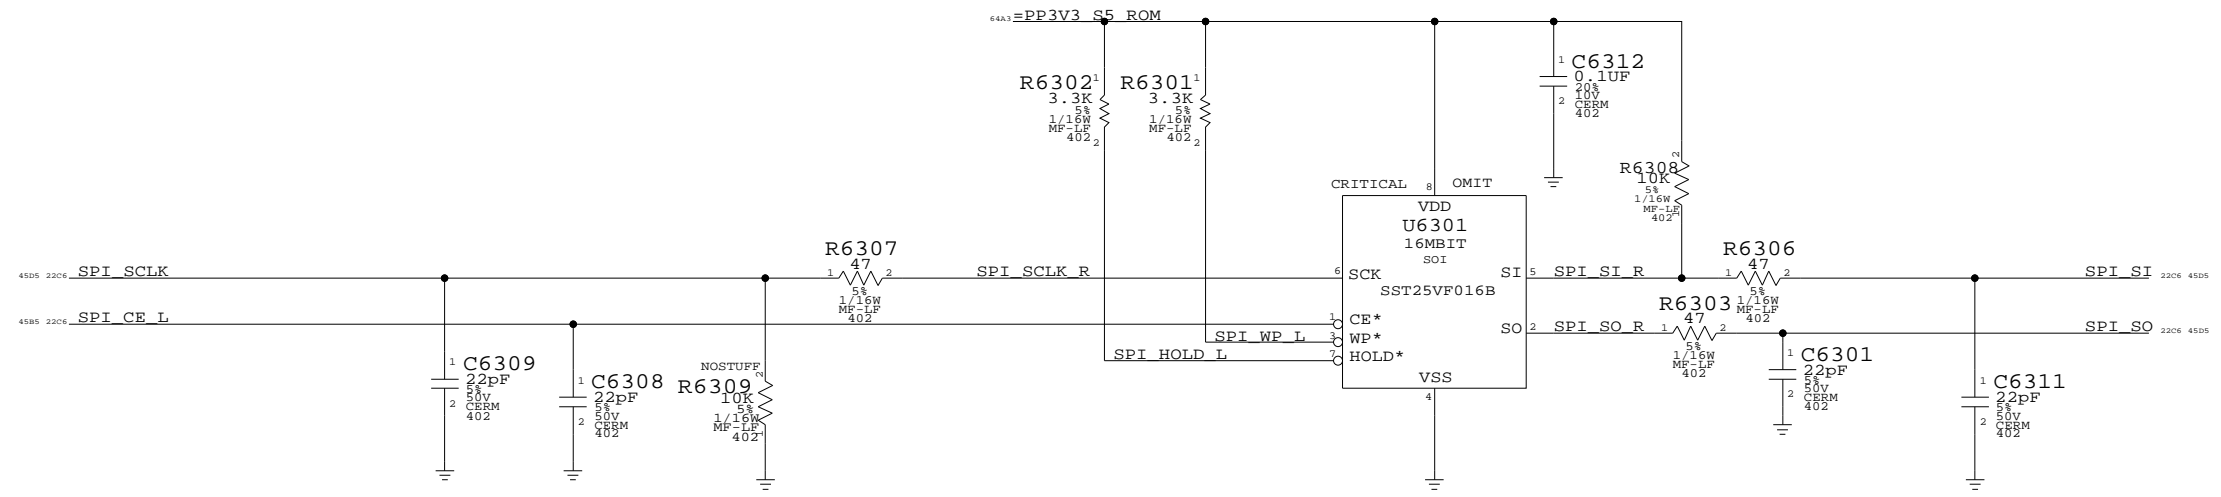 64A3 =PP3V3_S5_ROM
R6302
1
3.3K
5%
1/16W
MF-LF
402
2
R6301
1
3.3K
5%
1/16W
MF-LF
402
2
1
C6312
0.1UF
20%
10V
CERM
402
2
2
R6308
10K
5%
1/16W
MF-LF
402
1
CRITICAL
8
OMIT
VDD
U6301
16MBIT
SOI
SST25VF016B
6 SCK
SI 5
1 CE*
SO 2
3 WP*
7 HOLD*
VSS
4
45D5 22C6 SPI_SCLK
R6307
1 47 2
5%
1/16W
MF-LF
402
SPI_SCLK_R
45B5 22C6 SPI_CE_L
SPI_WP_L
SPI_HOLD_L
SPI_SI_R
R6306
1 47 2
5%
1/16W
MF-LF
402
SPI_SI 22C6 45D5
SPI_SO_R
R6303
1 47 2
5%
1/16W
MF-LF
402
SPI_SO 22C6 45D5
1
C6309
22pF
5%
50V
CERM
402
2
1
C6308
22pF
5%
50V
CERM
402
2
NOSTUFF
2
R6309
10K
5%
1/16W
MF-LF
402
1
1
C6301
22pF
5%
50V
CERM
402
2
1
C6311
22pF
5%
50V
CERM
402
2